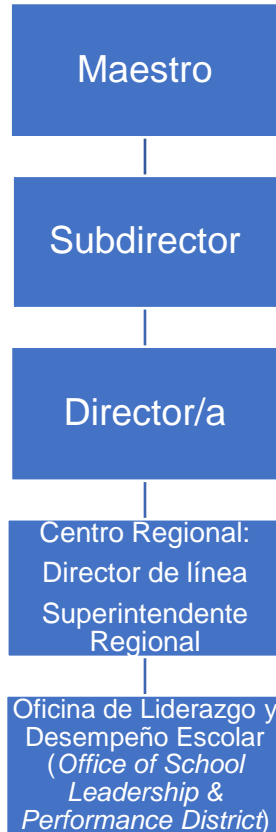 Maestro
Subdirector
Director/a
Centro Regional:
Director de línea
Superintendente
Regional
Oficina de Liderazgo y
Desempeño Escolar
(Office of School
Leadership &
Performance District)